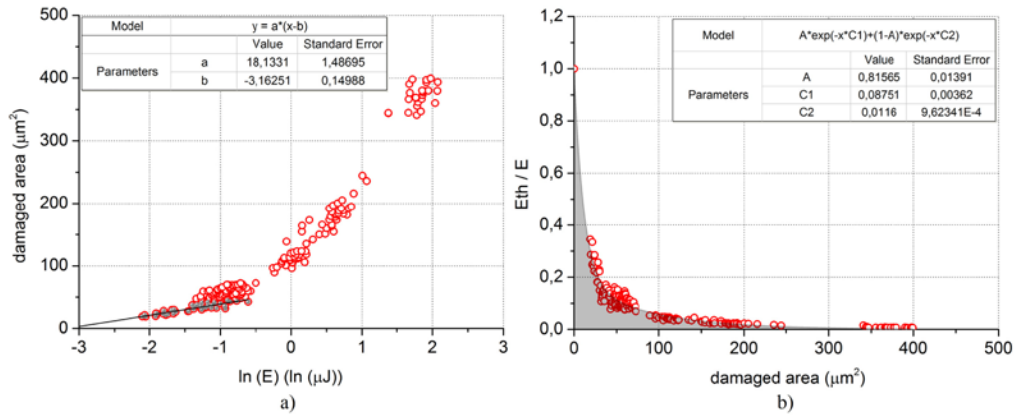 Model y = a*(x-b)
Value Standard Error
Parameters a 18,1331 1,48695
b -3,16251 0,14988
500
400
300
200
100
0
damaged area (μm²)
-3 -2 -1 0 1 2 3
ln (E) (ln (μJ))
a)
Model A*exp(-x*C1)+(1-A)*exp(-x*C2)
Value Standard Error
Parameters A 0,81565 0,01391
C1 0,08751 0,00362
C2 0,0116 9,62341E-4
1,2
1,0
0,8
0,6
0,4
0,2
0,0
Eth / E
0 100 200 300 400 500
damaged area (μm²)
b)